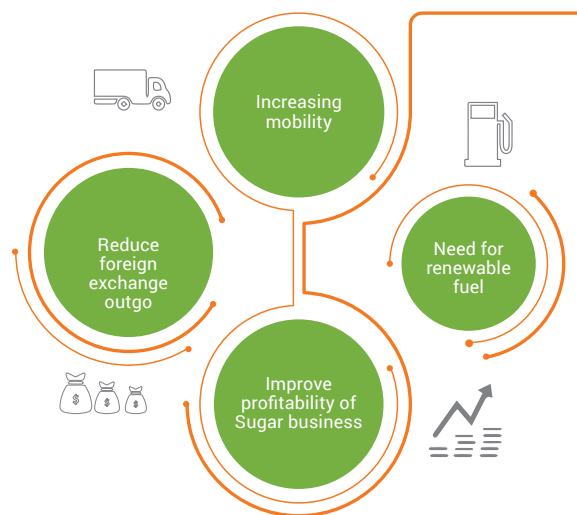 Increasing
mobility
Reduce
foreign
exchange
outgo
Need for
renewable
fuel
Improve
profitability of
Sugar business
$
$
$